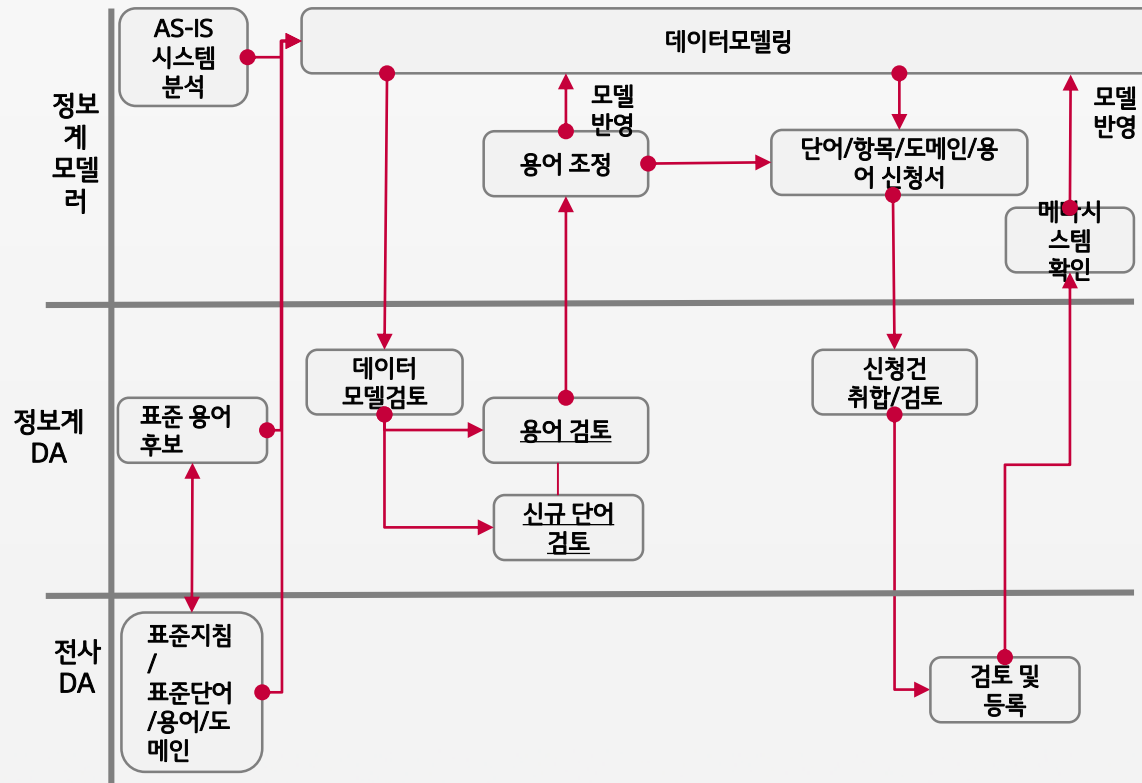 AS-IS
시스템
분석
데이터모델링
정보
계
모델
러
모델
반영
용어 조정
단어/항목/도메인/용
어 신청서
모델
반영
메타시
스템
확인
정보계
DA
데이터
모델검토
신청건
취합/검토
표준 용어
후보
용어 검토
신규 단어
검토
전사
DA
표준지침
/
표준단어
/용어/도
메인
검토 및
등록